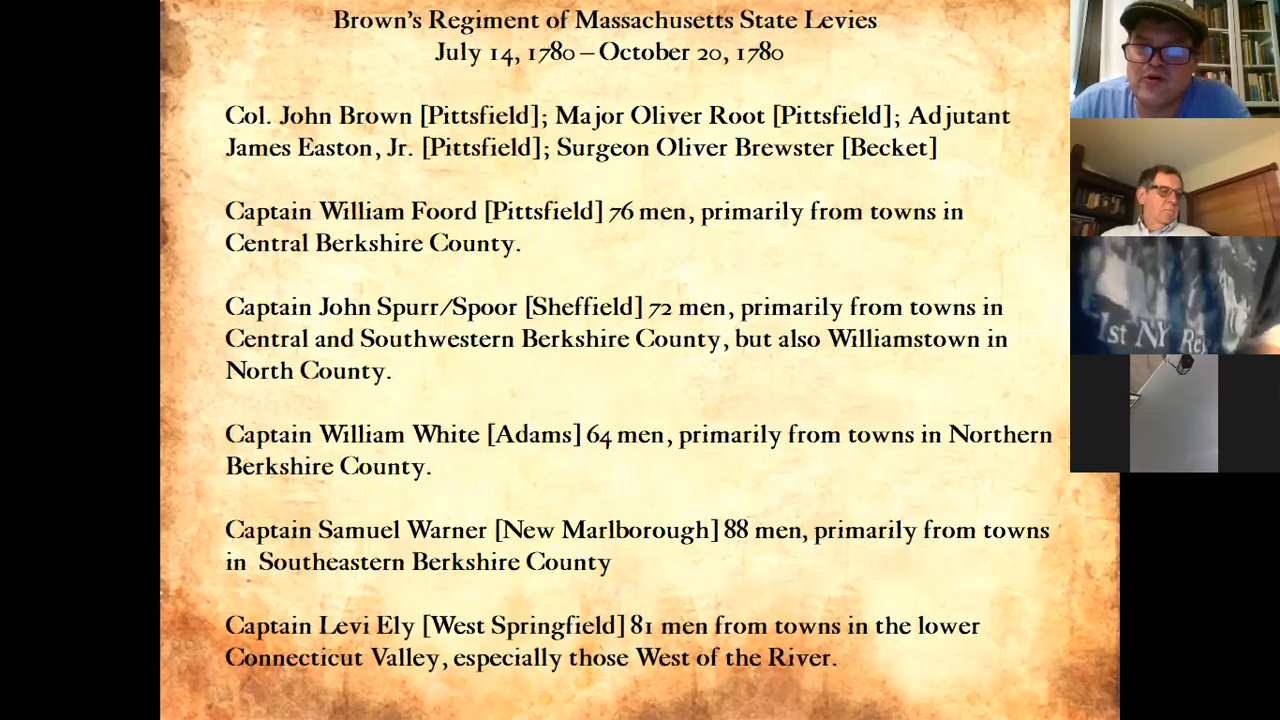 Brown's Regiment of Massachusetts State Levies
July 14, 1780 – October 20, 1780
Col. John Brown [Pittsfield]; Major Oliver Root [Pittsfield]; Adjutant
James Easton, Jr. [Pittsfield]; Surgeon Oliver Brewster [Becket]
Captain William Foord [Pittsfield] 76 men, primarily from towns in
Central Berkshire County.
Captain John Spurr/Spoor [Sheffield] 72 men, primarily from towns in
Central and Southwestern Berkshire County, but also Williamstown in
North County.
Captain William White [Adams] 64 men, primarily from towns in Northern
Berkshire County.
Captain Samuel Warner [New Marlborough] 88 men, primarily from towns
in  Southeastern Berkshire County
Captain Levi Ely [West Springfield] 81 men from towns in the lower
Connecticut Valley, especially those West of the River.
1st NY